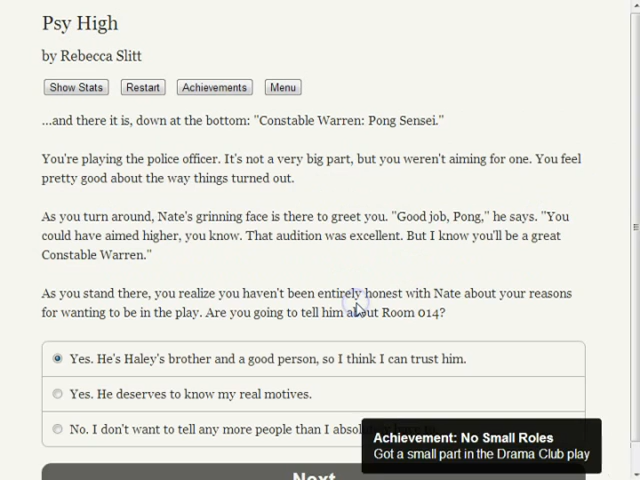 Psy High
by Rebecca Slitt
Show Stats Restart Achievements Menu
...and there it is, down at the bottom: "Constable Warren: Pong Sensei."
You're playing the police officer. It's not a very big part, but you weren't aiming for one. You feel
pretty good about the way things turned out.
As you turn around, Nate's grinning face is there to greet you. "Good job, Pong," he says. "You
could have aimed higher, you know. That audition was excellent. But I know you'll be a great
Constable Warren."
As you stand there, you realize you haven't been entirely honest with Nate about your reasons
for wanting to be in the play. Are you going to tell him about Room 014?
Yes. He's Haley's brother and a good person, so I think I can trust him.
Yes. He deserves to know my real motives.
No. I don't want to tell any more people than I
Achievement: No Small Roles
Got a small part in the Drama Club play
Next